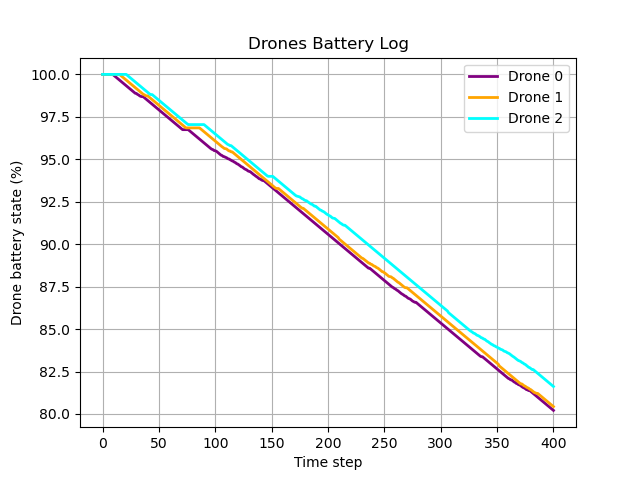 Drones Battery Log
Drone battery state (%)
100.0
97.5
95.0
92.5
90.0
87.5
85.0
82.5
80.0
Drone 0
Drone 1
Drone 2
0 50 100 150 200 250 300 350 400
Time step